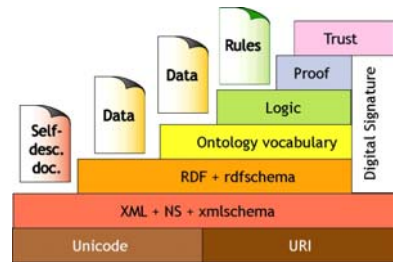 Trust
Rules
Proof
Data
Logic
Data
Digital Signature
Self-
desc.
doc.
Ontology vocabulary
RDF + rdfschema
XML + NS + xmlschema
Unicode
URI